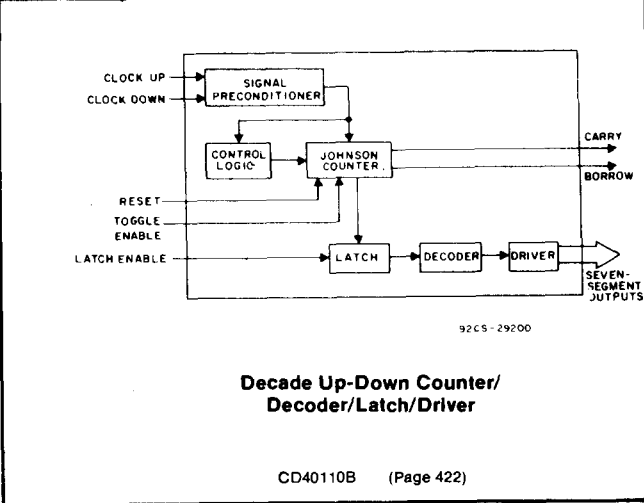 CLOCK UP
CLOCK DOWN
SIGNAL
PRECONDITIONER
CONTROL
LOGIC
JOHNSON
COUNTER
CARRY
BORROW
RESET
TOGGLE
ENABLE
LATCH ENABLE
LATCH
DECODER
DRIVER
SEVEN-
SEGMENT
OUTPUTS
92CS-29200
Decade Up-Down Counter/
Decoder/Latch/Driver
CD40110B (Page 422)